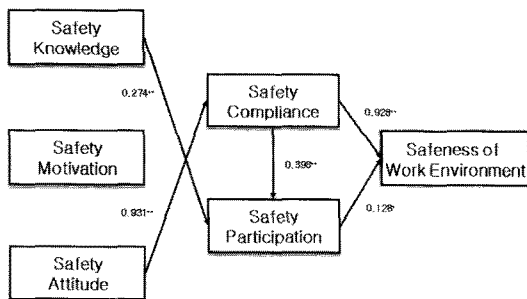 Safety
Knowledge
0.274**
Safety
Compliance
0.928**
Safety
Motivation
0.398**
Safeness of
Work Environment
0.931**
Safety
Participation
0.128*
Safety
Attitude